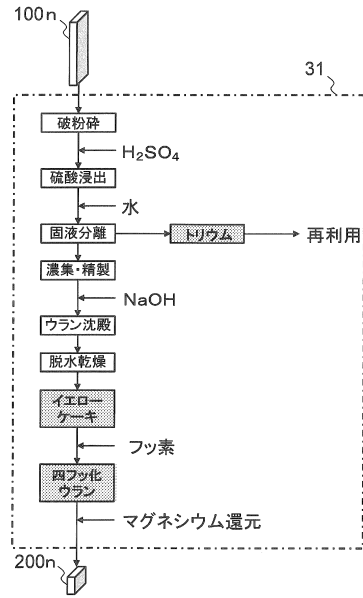 100n
31
破粉砕
H2SO4
硫酸浸出
水
固液分離
トリウム
再利用
濃集・精製
NaOH
ウラン沈殿
脱水乾燥
イエロー
ケーキ
フッ素
四フッ化
ウラン
マグネシウム還元
200n